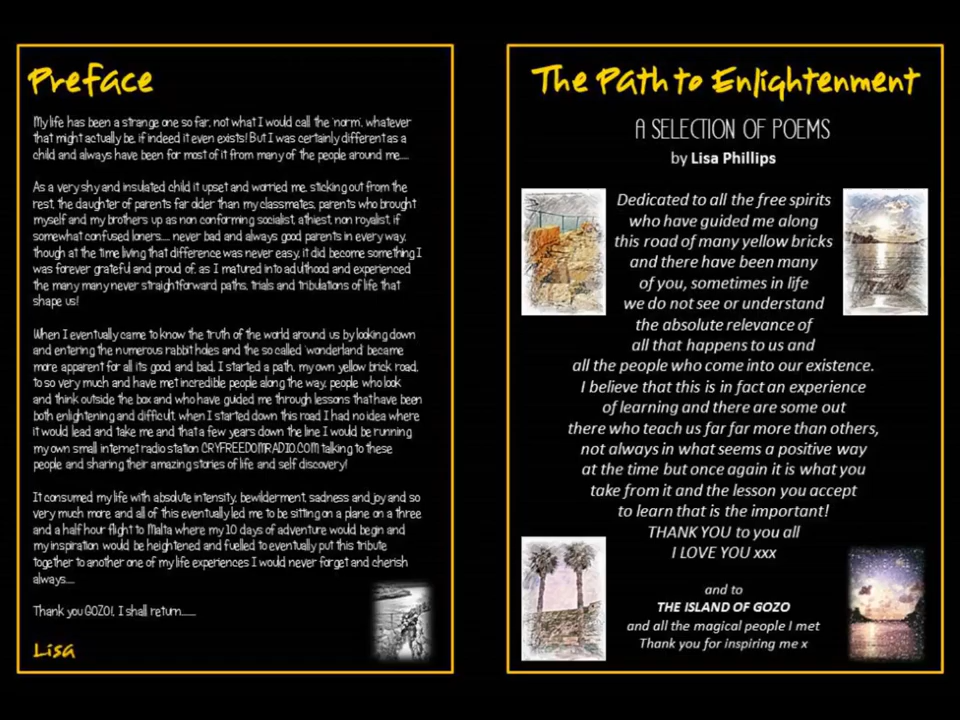 Preface
My life has been a strange one so far, not what I would call the 'norm', whatever
that might actually be, if indeed it even exists! But I was certainly different as a
child and always have been for most of it from many of the people around me.....
As a very shy and insulated child it upset and worried me, sticking out from the
rest, the daughter of parents far older than my classmates, parents who brought
myself and my brothers up as non conforming socialist, athiest, non royalist, if
somewhat confused loners..... never bad and always good parents in every way,
though at the time living that difference was never easy, it did become something I
was forever grateful and proud of, as I matured into adulthood and experienced
the many many never straightforward paths, trials and tribulations of life that
shape us!
When I eventually came to know the truth of the world around us by looking down
and entering the numerous rabbit holes and the so called 'wonderland' became
more apparent for all its good and bad, I started a path, my own yellow brick road,
to so very much and have met incredible people along the way, people who look
and think outside the box and who have guided me through lessons that have been
both enlightening and difficult, when I started down this road I had no idea where
it would lead and take me and that a few years down the line I would be running
my own small internet radio station CRYFREEDOMRADIO.COM talking to these
people and sharing their amazing stories of life and self discovery!
It consumed my life with absolute intensity, bewilderment, sadness and joy and so
very much more and all of this eventually led me to be sitting on a plane on a three
and a half hour flight to Malta where my 10 days of adventure would begin and
my inspiration would be heightened and fuelled to eventually put this tribute
together to another one of my life experiences I would never forget and cherish
always.....
Thank you GOZO!, I shall return.........
Lisa
The Path to Enlightenment
A SELECTION OF POEMS
by Lisa Phillips
Dedicated to all the free spirits
who have guided me along
this road of many yellow bricks
and there have been many
of you, sometimes in life
we do not see or understand
the absolute relevance of
all that happens to us and
all the people who come into our existence.
I believe that this is in fact an experience
of learning and there are some out
there who teach us far far more than others,
not always in what seems a positive way
at the time but once again it is what you
take from it and the lesson you accept
to learn that is the important!
THANK YOU to you all
I LOVE YOU xxx
and to
THE ISLAND OF GOZO
and all the magical people I met
Thank you for inspiring me x